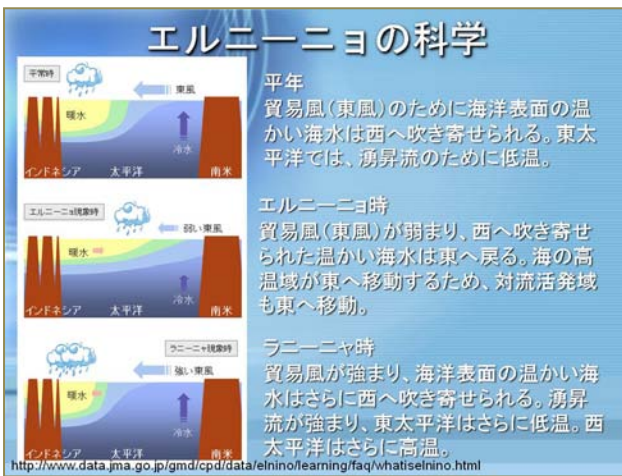 エルニーニョの科学
平常時
東風
暖水
冷水
インドネシア 太平洋 南米
平年
貿易風(東風)のために海洋表面の温
かい海水は西へ吹き寄せられる。東太
平洋では、湧昇流のために低温。
エルニーニョ現象時
弱い東風
暖水
冷水
インドネシア 太平洋 南米
エルニーニョ時
貿易風(東風)が弱まり、西へ吹き寄せ
られた温かい海水は東へ戻る。海の高
温域が東へ移動するため、対流活発域
も東へ移動。
ラニーニャ現象時
強い東風
暖水
冷水
インドネシア 太平洋 南米
ラニーニャ時
貿易風が強まり、海洋表面の温かい海
水はさらに西へ吹き寄せられる。湧昇
流が強まり、東太平洋はさらに低温。西
太平洋はさらに高温。
http://www.data.jma.go.jp/gmd/cpd/data/elnino/learning/faq/whatiselnino.html